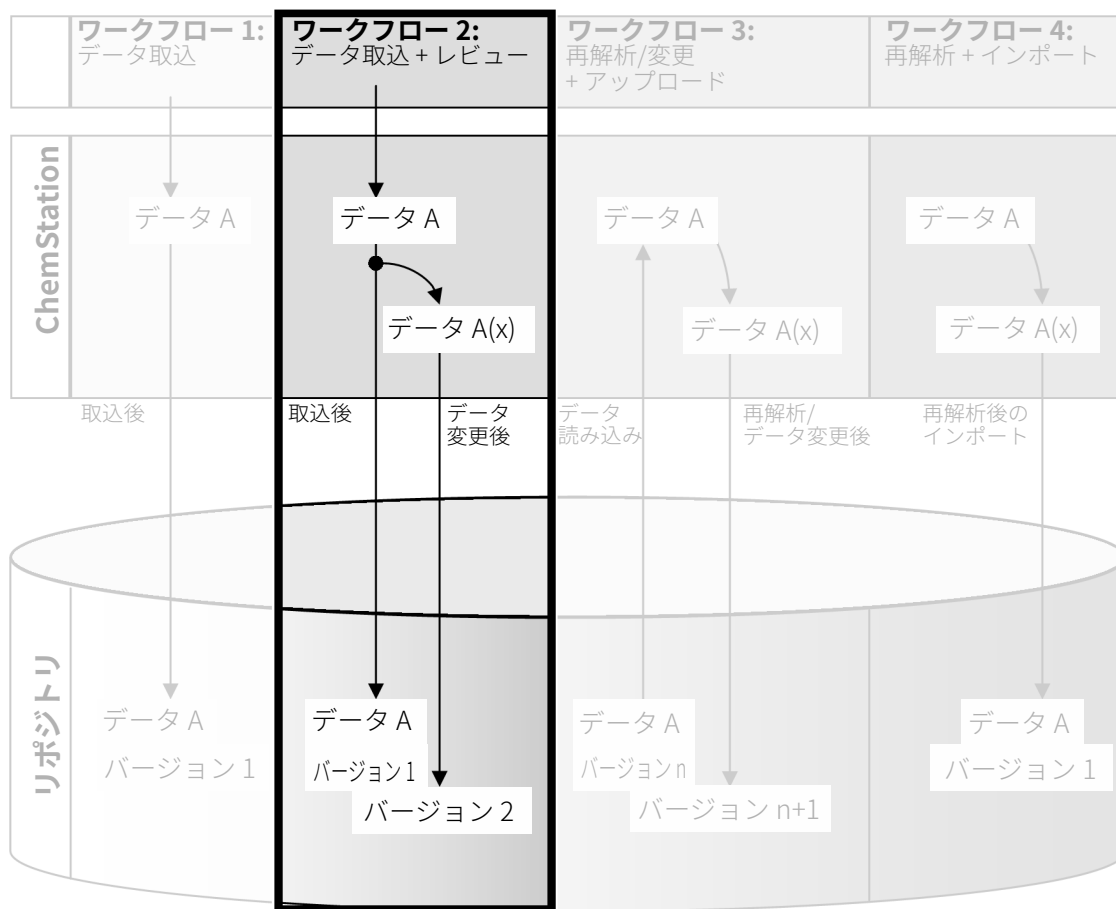 ワークフロー 1:
データ取込
ワークフロー 2:
データ取込 + レビュー
ワークフロー 3:
再解析/変更
+ アップロード
ワークフロー 4:
再解析 + インポート
ChemStation
データ A
データ A
データ A
データ A
データ A(x)
データ A(x)
データ A(x)
取込後
取込後
データ
変更後
データ
読み込み
再解析/
データ変更後
再解析後の
インポート
リポジトリ
データ A
バージョン 1
データ A
バージョン 1
バージョン 2
データ A
バージョン n
バージョン n+1
データ A
バージョン 1